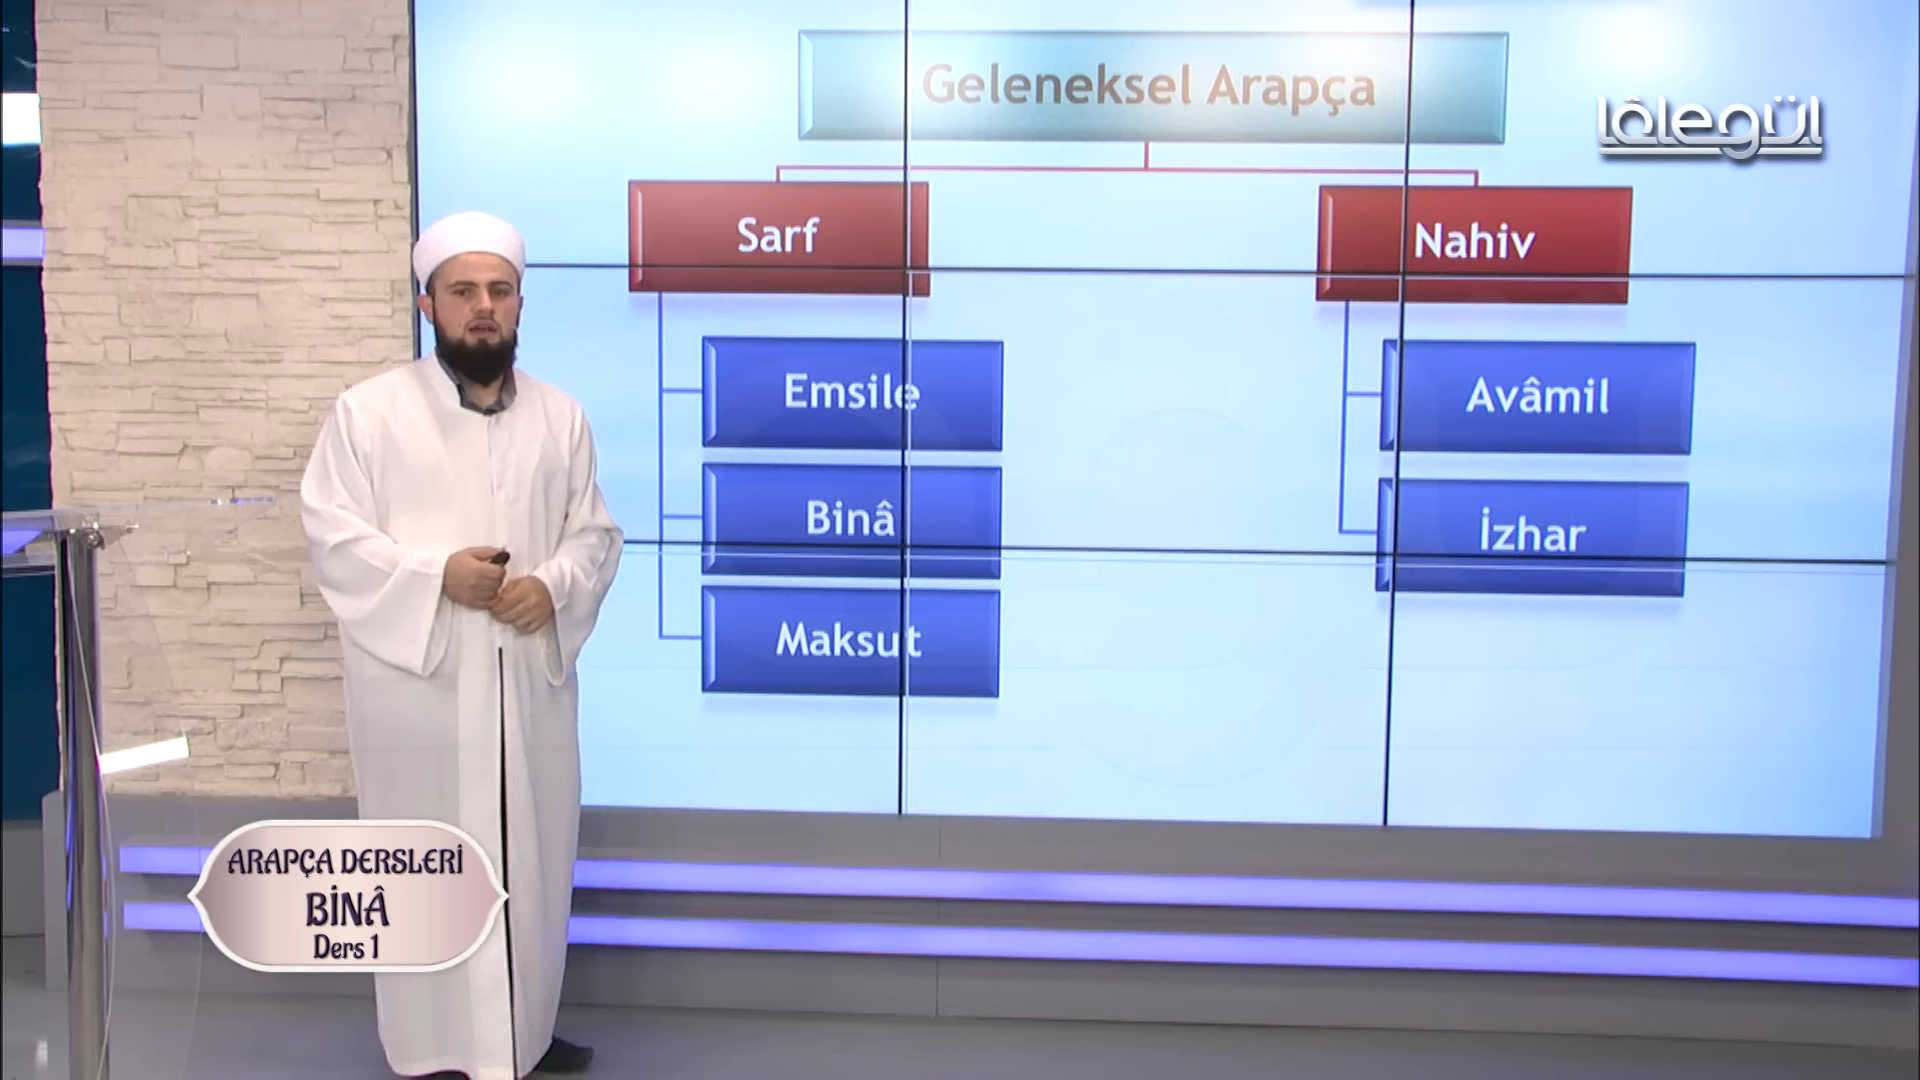 Geleneksel Arapça
lâlegül
Sarf
Nahiv
Emsile
Avâmil
Binâ
İzhar
Maksut
ARAPÇA DERSLERİ
BİNÂ
Ders 1